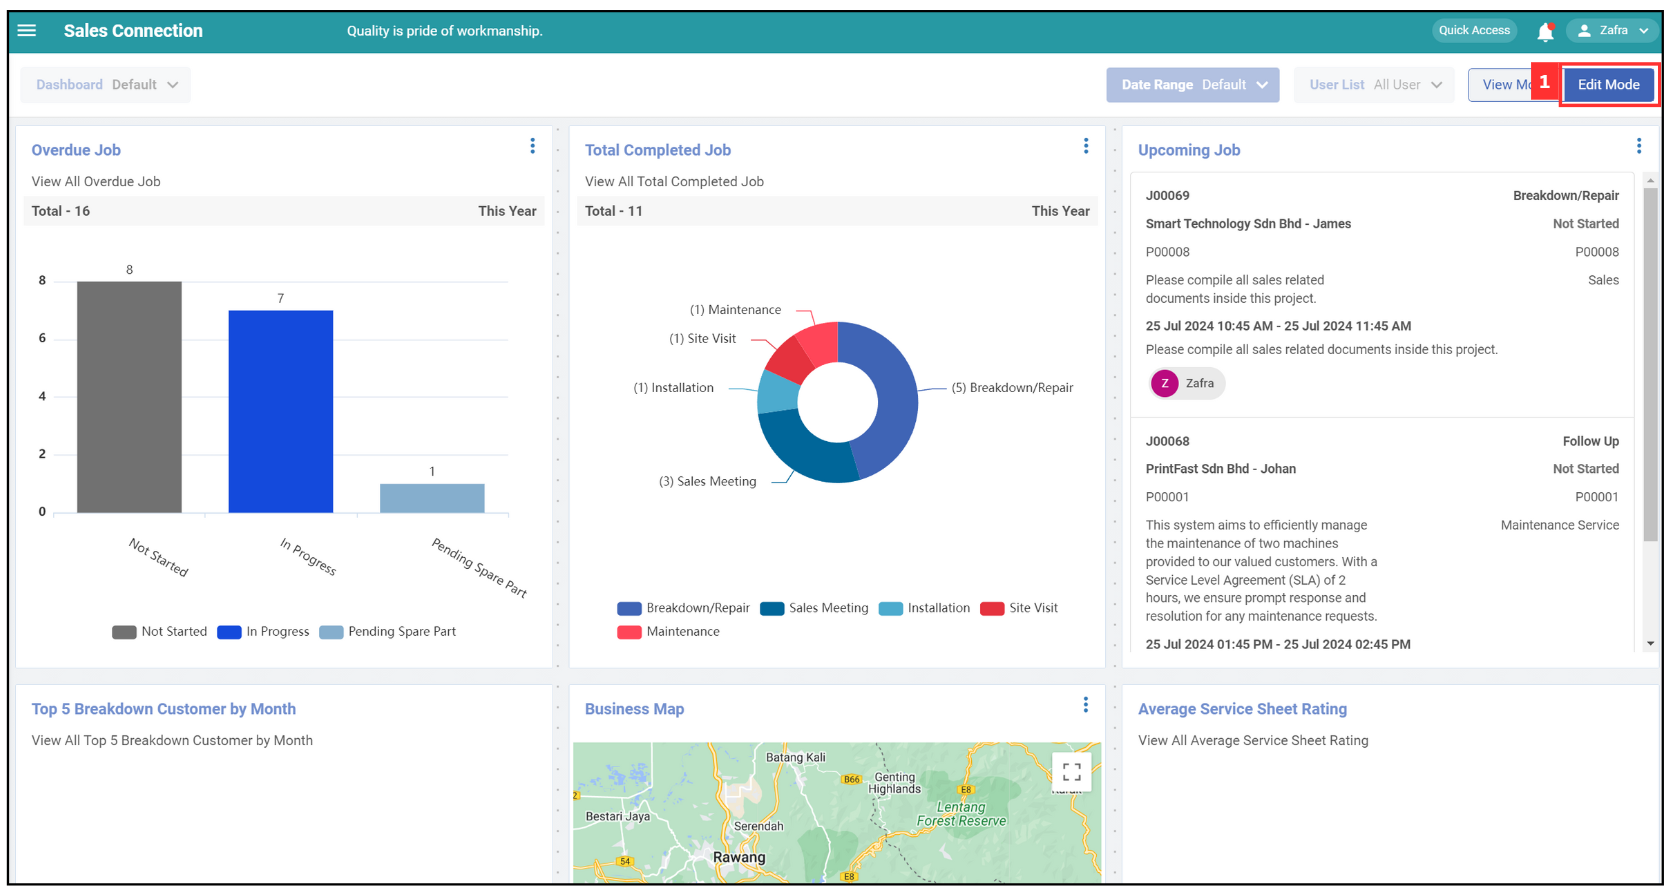 Sales Connection
Quality is pride of workmanship.
Quick Access
Zafra
Dashboard Default
Date Range Default
User List All User
View Mo
1
Edit Mode
Overdue Job
View All Overdue Job
Total - 16
This Year
8
6
4
2
0
8
7
1
Not Started
In Progress
Pending Spare Part
Not Started
In Progress
Pending Spare Part
Total Completed Job
View All Total Completed Job
Total - 11
This Year
(1) Maintenance
(1) Site Visit
(1) Installation
(5) Breakdown/Repair
(3) Sales Meeting
Breakdown/Repair
Sales Meeting
Installation
Site Visit
Maintenance
Upcoming Job
J00069
Breakdown/Repair
Smart Technology Sdn Bhd - James
Not Started
P00008
P00008
Please compile all sales related
Sales
documents inside this project.
25 Jul 2024 10:45 AM - 25 Jul 2024 11:45 AM
Please compile all sales related documents inside this project.
Z
Zafra
J00068
Follow Up
PrintFast Sdn Bhd - Johan
Not Started
P00001
P00001
This system aims to efficiently manage
Maintenance Service
the maintenance of two machines
provided to our valued customers. With a
Service Level Agreement (SLA) of 2
hours, we ensure prompt response and
resolution for any maintenance requests.
25 Jul 2024 01:45 PM - 25 Jul 2024 02:45 PM
Top 5 Breakdown Customer by Month
View All Top 5 Breakdown Customer by Month
Business Map
Batang Kali
B66
Genting
Highlands
E8
Lentang
Forest Reserve
2
Bestari Jaya
Serendah
Rawang
54
E8
Average Service Sheet Rating
View All Average Service Sheet Rating